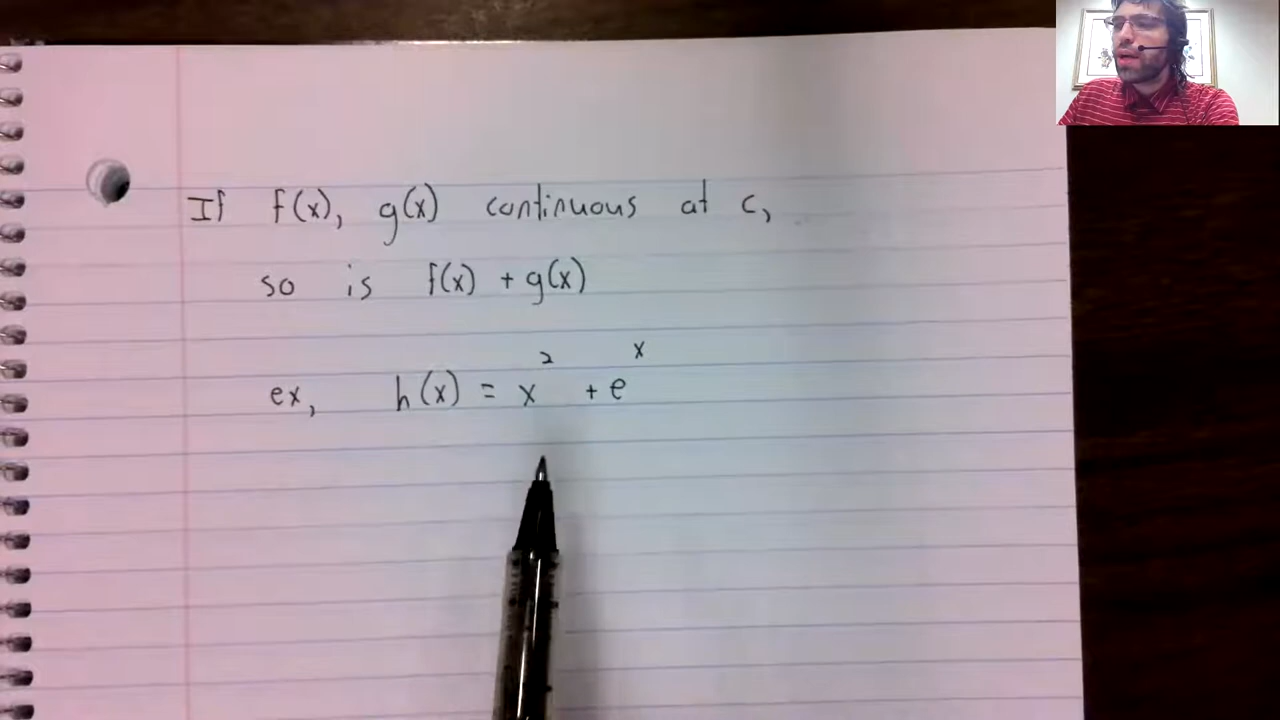 If f(x), g(x) continuous at c,
so is f(x) + g(x)
ex, h(x) = x² + eˣ